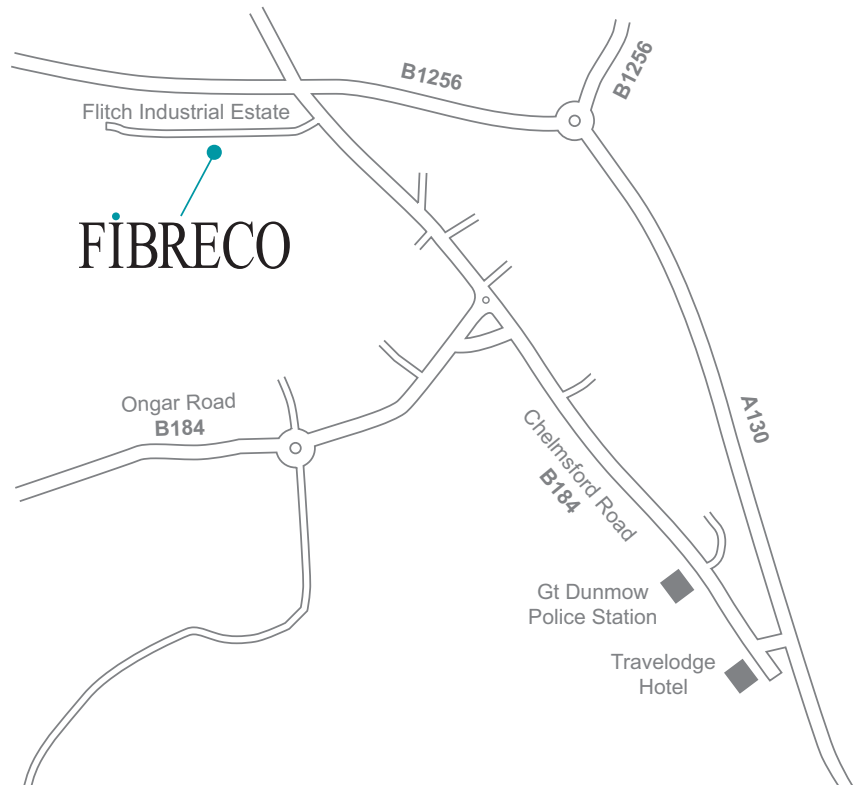 B1256
B1256
Flitch Industrial Estate
FiBRECO
Ongar Road
B184
A130
Chelmsford Road
B184
Gt Dunmow
Police Station
Travelodge
Hotel